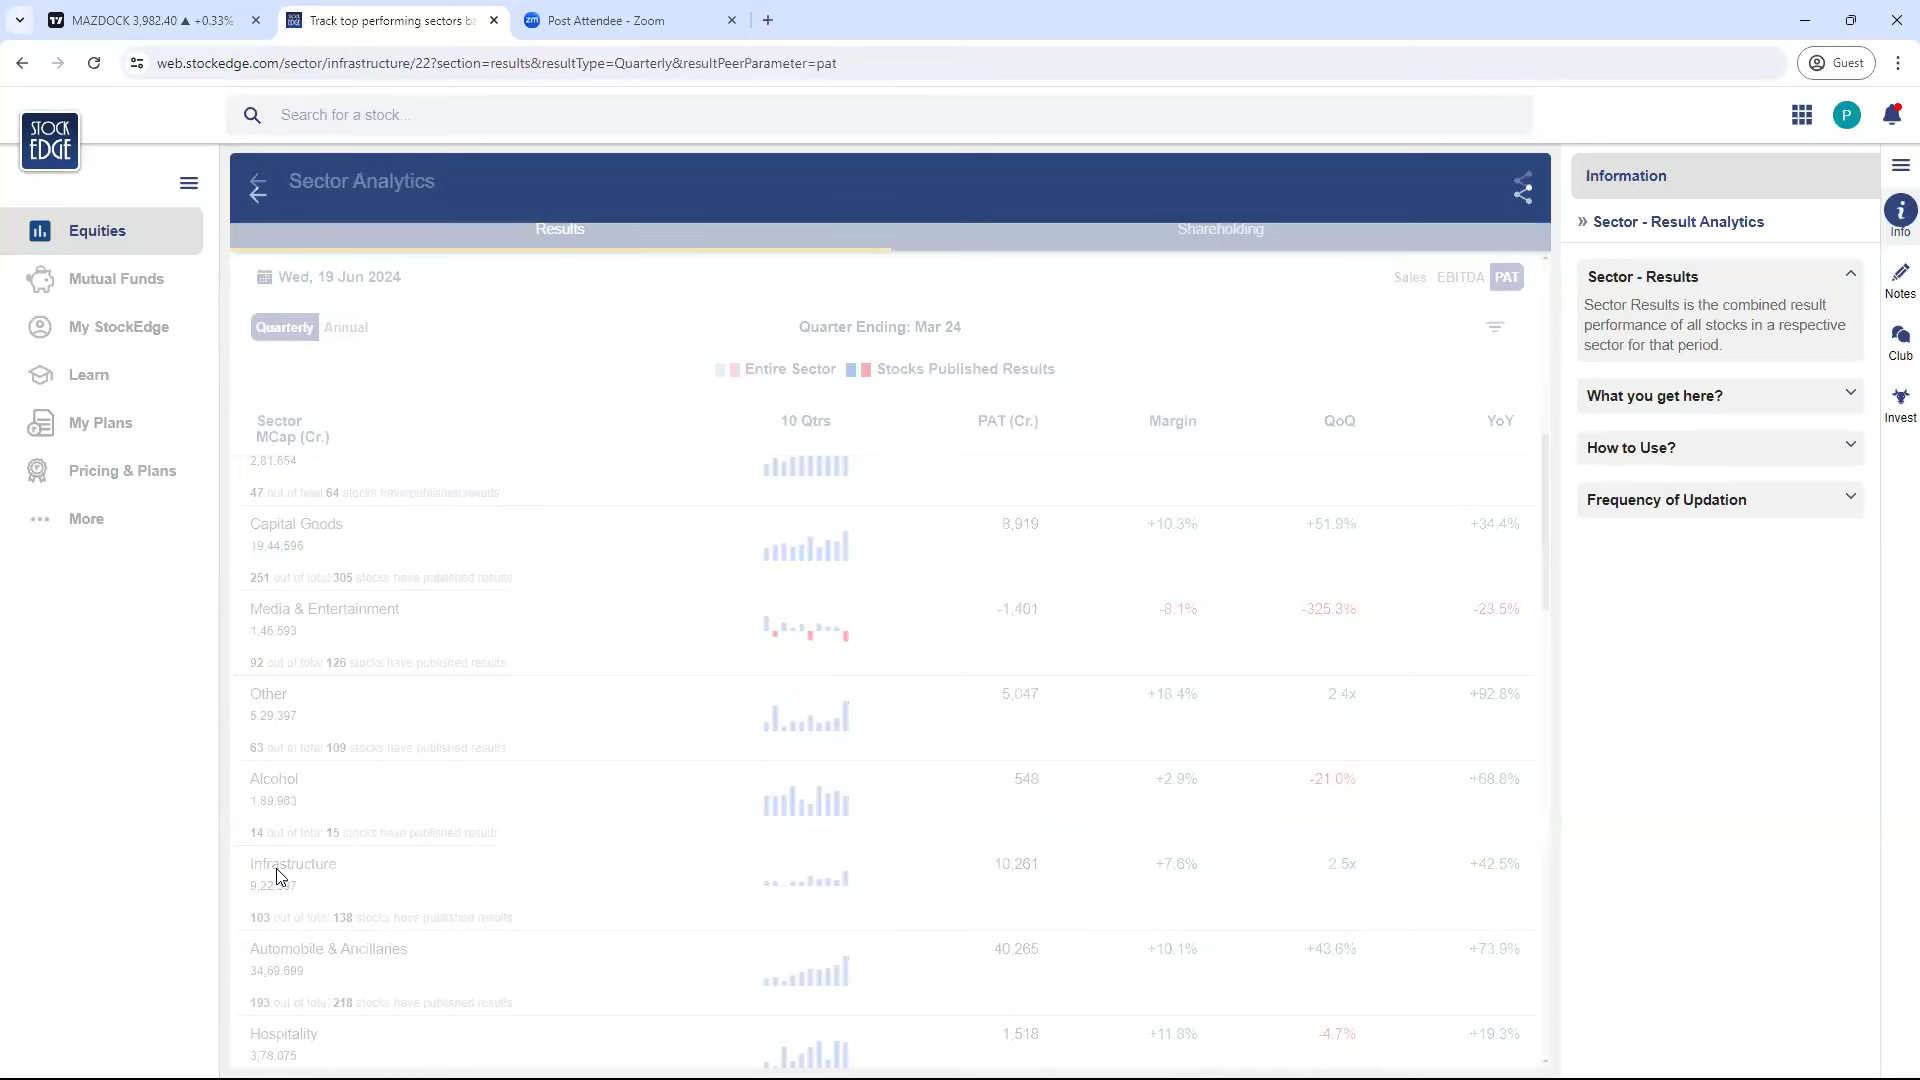 MAZDOCK 3,982.40 ▲ +0.33%
Track top performing sectors ba
Post Attendee - Zoom
web.stockedge.com/sector/infrastructure/22?section=results&resultType=Quarterly&resultPeerParameter=pat
Guest
STOCK
EDGE
Search for a stock...
P
Equities
Mutual Funds
My StockEdge
Learn
My Plans
Pricing & Plans
More
Sector Analytics
Results
Shareholding
Wed, 19 Jun 2024
Sales EBITDA PAT
Quarterly Annual
Quarter Ending: Mar 24
Entire Sector Stocks Published Results
Sector
MCap (Cr.)
10 Qtrs
PAT (Cr.)
Margin
QoQ
YoY
2,81,654
47 out of total 64 stocks have published results
Capital Goods
8,919 +10.3% +51.9% +34.4%
19,44,596
251 out of total 305 stocks have published results
Media & Entertainment
-1,401 -8.1% -325.3% -23.5%
1,46,593
92 out of total 126 stocks have published results
Other
5,047 +18.4% 2.4x +92.8%
5,29,397
63 out of total 109 stocks have published results
Alcohol
548 +2.9% -21.0% +68.8%
1,89,963
14 out of total 15 stocks have published results
Infrastructure
10,261 +7.6% 2.5x +42.5%
103 out of total 138 stocks have published results
Automobile & Ancillaries
40,265 +10.1% +43.6% +73.9%
34,69,699
193 out of total 218 stocks have published results
Hospitality
1,518 +11.8% -4.7% +19.3%
3,78,075
Information
» Sector - Result Analytics
Sector - Results
Sector Results is the combined result
performance of all stocks in a respective
sector for that period.
What you get here?
How to Use?
Frequency of Updation
Info
Notes
Club
Invest